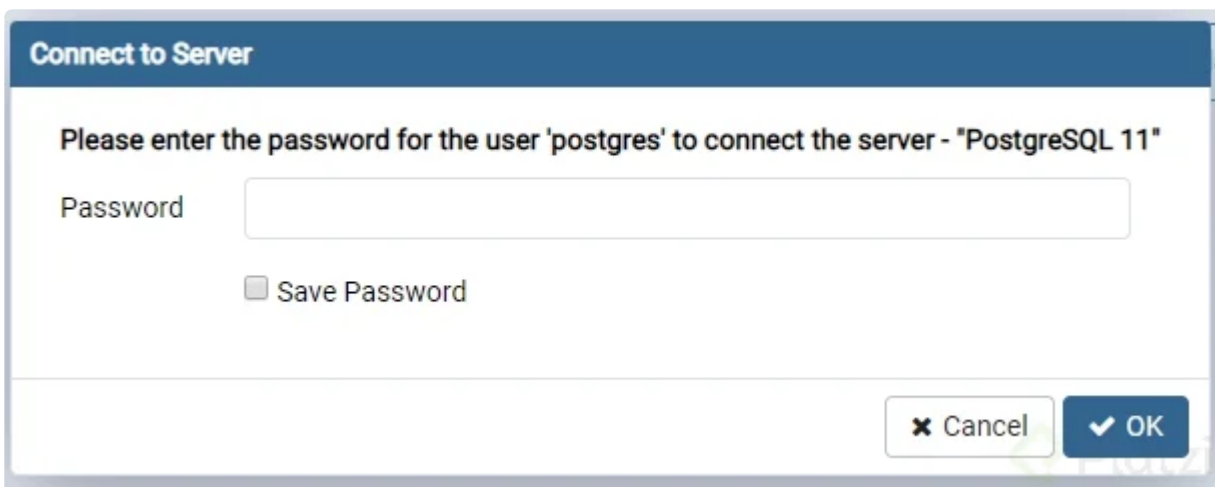 Connect to Server
Please enter the password for the user 'postgres' to connect the server - "PostgreSQL 11"
Password
Save Password
Cancel
OK
Platzi